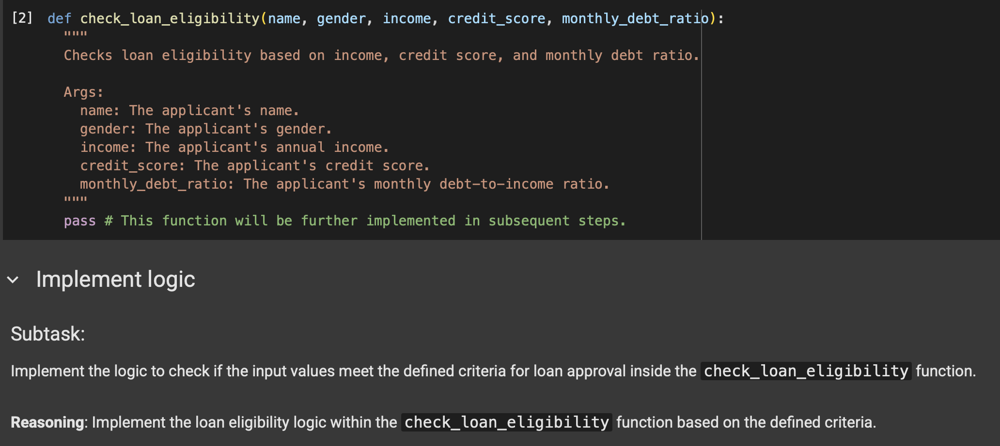 [2] def check_loan_eligibility(name, gender, income, credit_score, monthly_debt_ratio):
"""
Checks loan eligibility based on income, credit score, and monthly debt ratio.
Args:
name: The applicant's name.
gender: The applicant's gender.
income: The applicant's annual income.
credit_score: The applicant's credit score.
monthly_debt_ratio: The applicant's monthly debt-to-income ratio.
"""
pass # This function will be further implemented in subsequent steps.
Implement logic
Subtask:
Implement the logic to check if the input values meet the defined criteria for loan approval inside the check_loan_eligibility function.
Reasoning: Implement the loan eligibility logic within the check_loan_eligibility function based on the defined criteria.